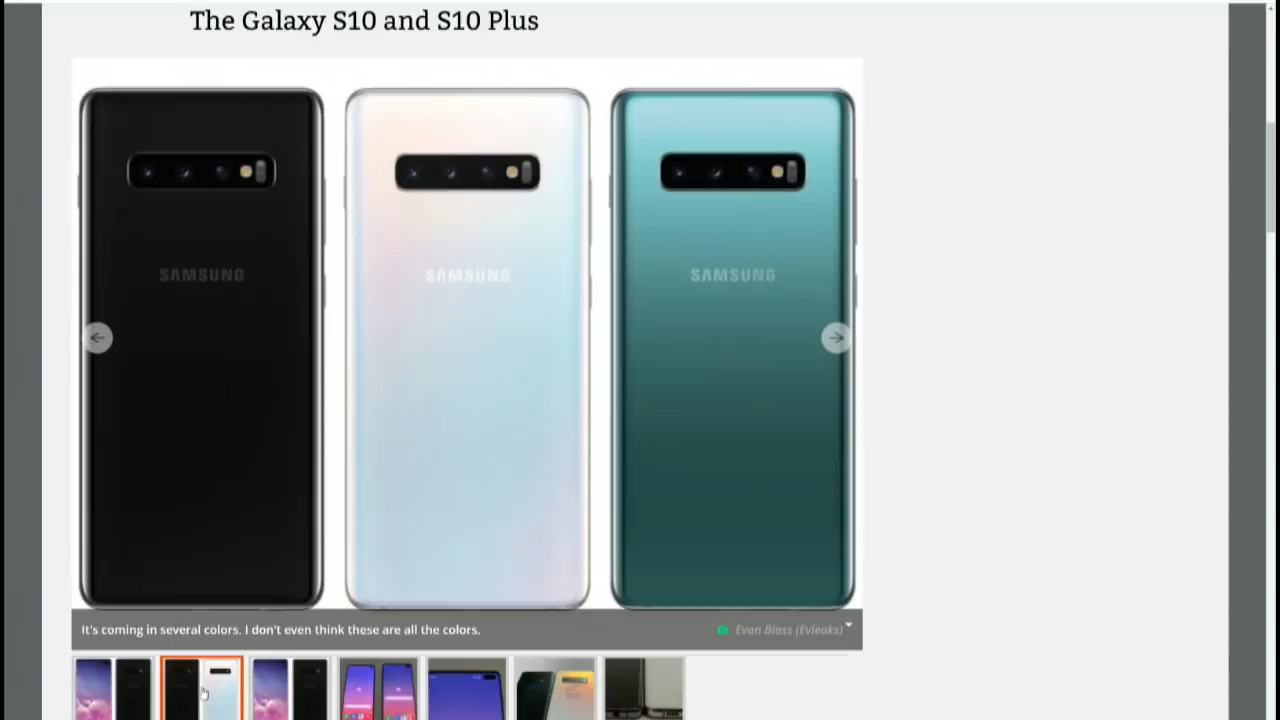 The Galaxy S10 and S10 Plus
SAMSUNG
SAMSUNG
SAMSUNG
It's coming in several colors. I don't even think these are all the colors.
Evan Blass (Evleaks)